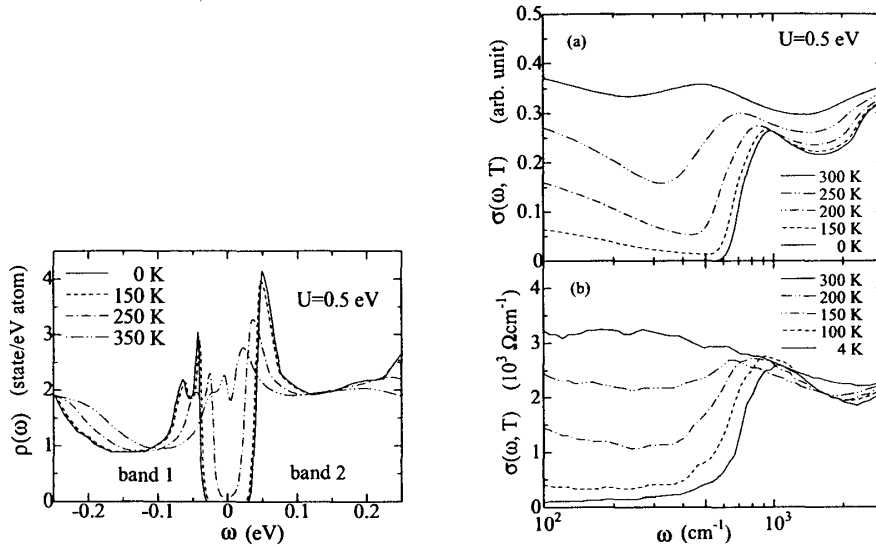 4
3
2
1
0
ρ(ω) (state/eV atom)
0 K
150 K
250 K
350 K
U=0.5 eV
band 1
band 2
-0.2
-0.1
0
0.1
0.2
ω (eV)
(a)
U=0.5 eV
0.5
0.4
0.3
0.2
0.1
0
σ(ω, T) (arb. unit)
300 K
250 K
200 K
150 K
0 K
(b)
4
3
2
1
0
σ(ω, T) (10³ Ωcm⁻¹)
300 K
200 K
150 K
100 K
4 K
10²
ω (cm⁻¹)
10³